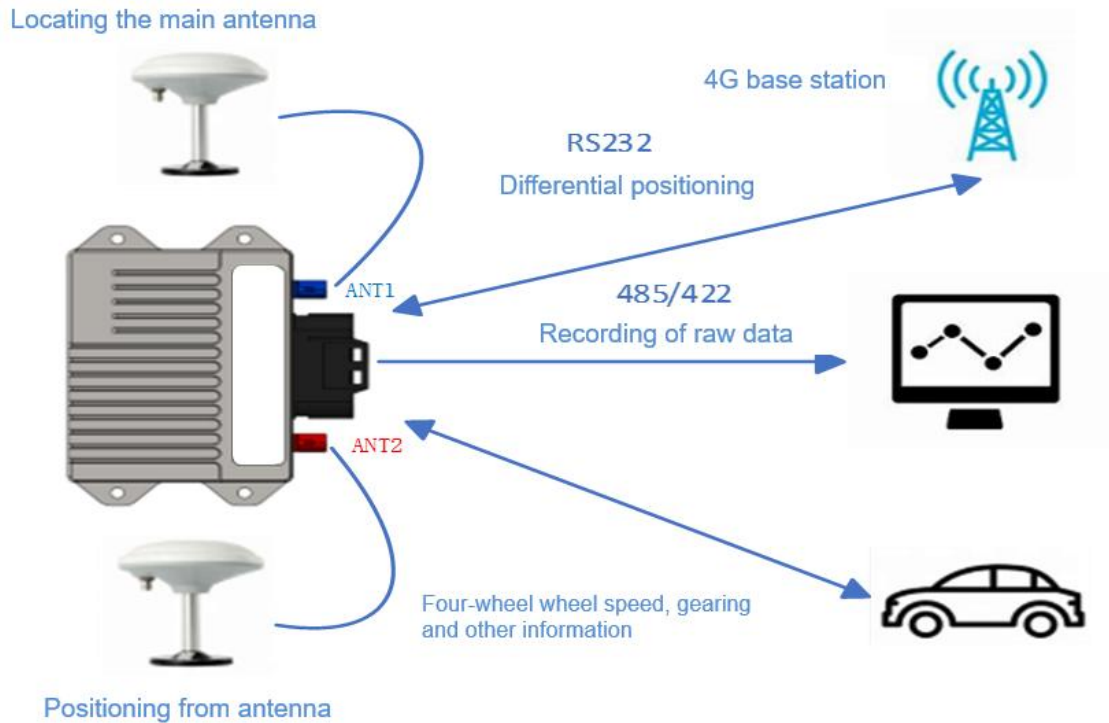 Locating the main antenna
4G base station
RS232
Differential positioning
ANT1
485/422
Recording of raw data
ANT2
Four-wheel wheel speed, gearing
and other information
Positioning from antenna